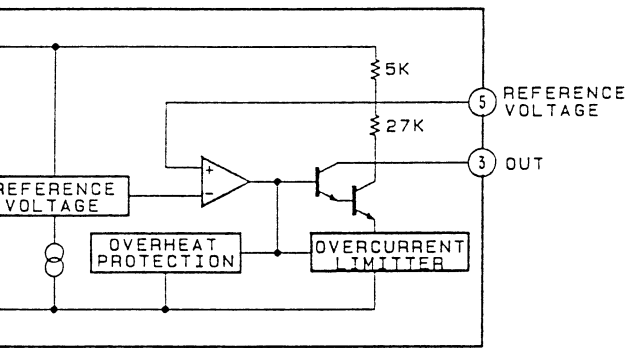 5K
5 REFERENCE
VOLTAGE
27K
+
3 OUT
-
REFERENCE
VOLTAGE
OVERHEAT
PROTECTION
OVERCURRENT
LIMITTER